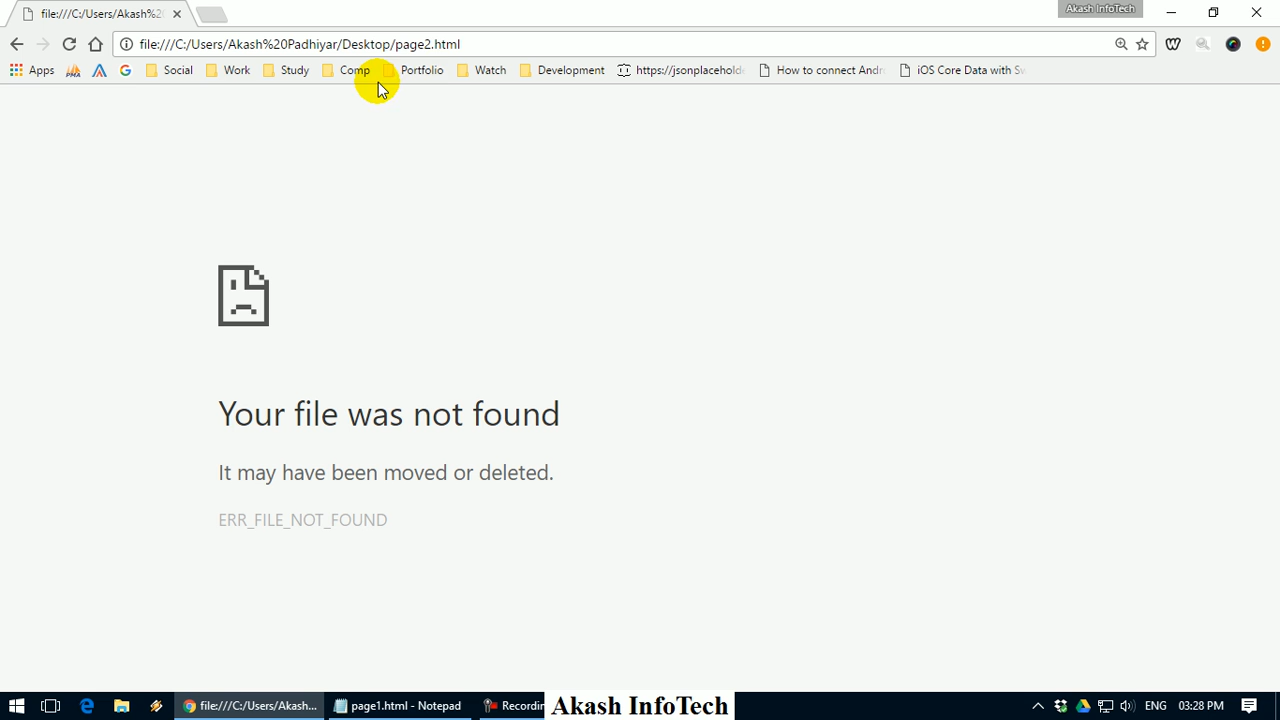 file:///C:/Users/Akash%2
Akash InfoTech
file:///C:/Users/Akash%20Padhiyar/Desktop/page2.html
Apps
Social
Work
Study
Comp
Portfolio
Watch
Development
https://jsonplacehold
How to connect Andr
iOS Core Data with Sw
Your file was not found
It may have been moved or deleted.
ERR_FILE_NOT_FOUND
file:///C:/Users/Akash...
page1.html - Notepad
Recordin
Akash InfoTech
ENG
03:28 PM